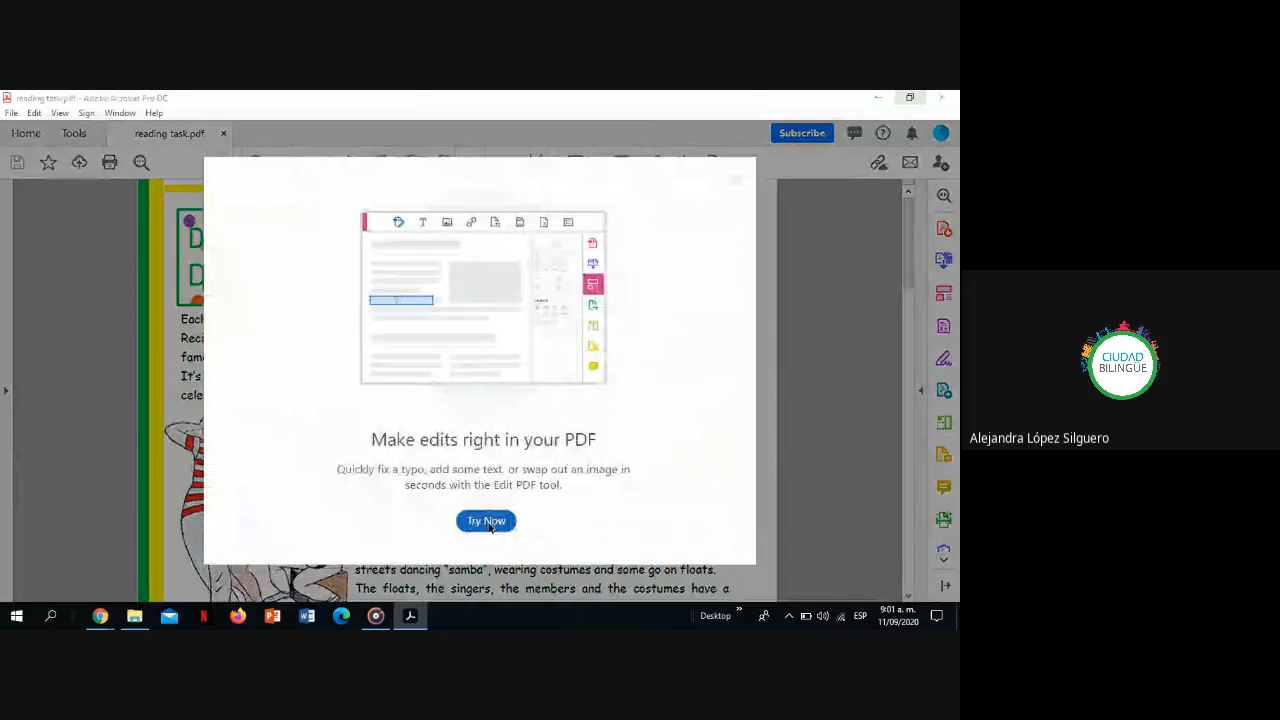 reading task.pdf - Adobe Acrobat Pro DC
File Edit View Sign Window Help
Home Tools reading task.pdf × Subscribe
Each
Reci
fam
It's
cele
Make edits right in your PDF
Quickly fix a typo, add some text, or swap out an image in
seconds with the Edit PDF tool.
Try Now
streets dancing "samba", wearing costumes and some go on floats.
The floats, the singers, the members and the costumes have a
CIUDAD
BILINGÜE
Alejandra López Silguero
Desktop » ESP 9:01 a. m.
11/09/2020